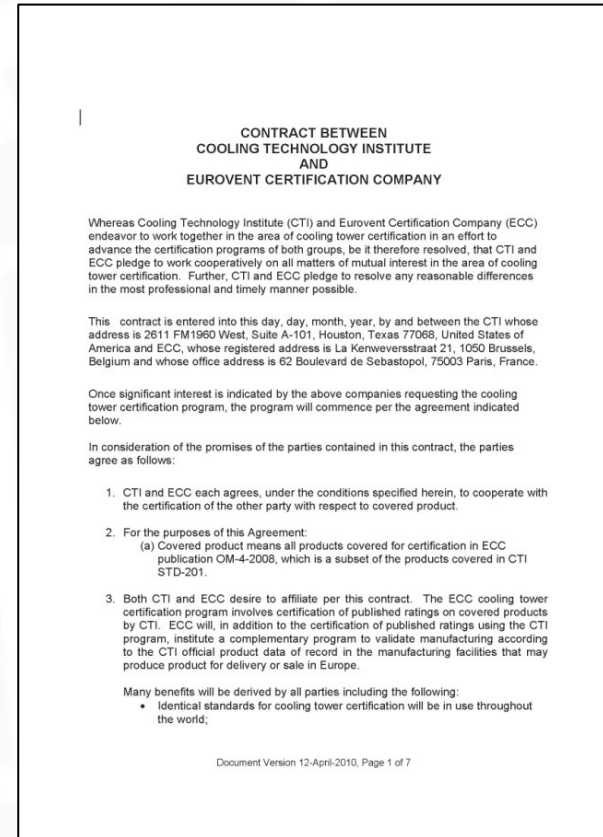 CONTRACT BETWEEN
COOLING TECHNOLOGY INSTITUTE
AND
EUROVENT CERTIFICATION COMPANY
Whereas Cooling Technology Institute (CTI) and Eurovent Certification Company (ECC)
endeavor to work together in the area of cooling tower certification in an effort to
advance the certification programs of both groups, be it therefore resolved, that CTI and
ECC pledge to work cooperatively on all matters of mutual interest in the area of cooling
tower certification. Further, CTI and ECC pledge to resolve any reasonable differences
in the most professional and timely manner possible.
This contract is entered into this day, day, month, year, by and between the CTI whose
address is 2611 FM1960 West, Suite A-101, Houston, Texas 77068, United States of
America and ECC, whose registered address is La Kenweversstraat 21, 1050 Brussels,
Belgium and whose office address is 62 Boulevard de Sebastopol, 75003 Paris, France.
Once significant interest is indicated by the above companies requesting the cooling
tower certification program, the program will commence per the agreement indicated
below.
In consideration of the promises of the parties contained in this contract, the parties
agree as follows:
1. CTI and ECC each agrees, under the conditions specified herein, to cooperate with
the certification of the other party with respect to covered product.
2. For the purposes of this Agreement:
(a) Covered product means all products covered for certification in ECC
publication OM-4-2008, which is a subset of the products covered in CTI
STD-201.
3. Both CTI and ECC desire to affiliate per this contract. The ECC cooling tower
certification program involves certification of published ratings on covered products
by CTI. ECC will, in addition to the certification of published ratings using the CTI
program, institute a complementary program to validate manufacturing according
to the CTI official product data of record in the manufacturing facilities that may
produce product for delivery or sale in Europe.
Many benefits will be derived by all parties including the following:
• Identical standards for cooling tower certification will be in use throughout
the world;
Document Version 12-April-2010, Page 1 of 7